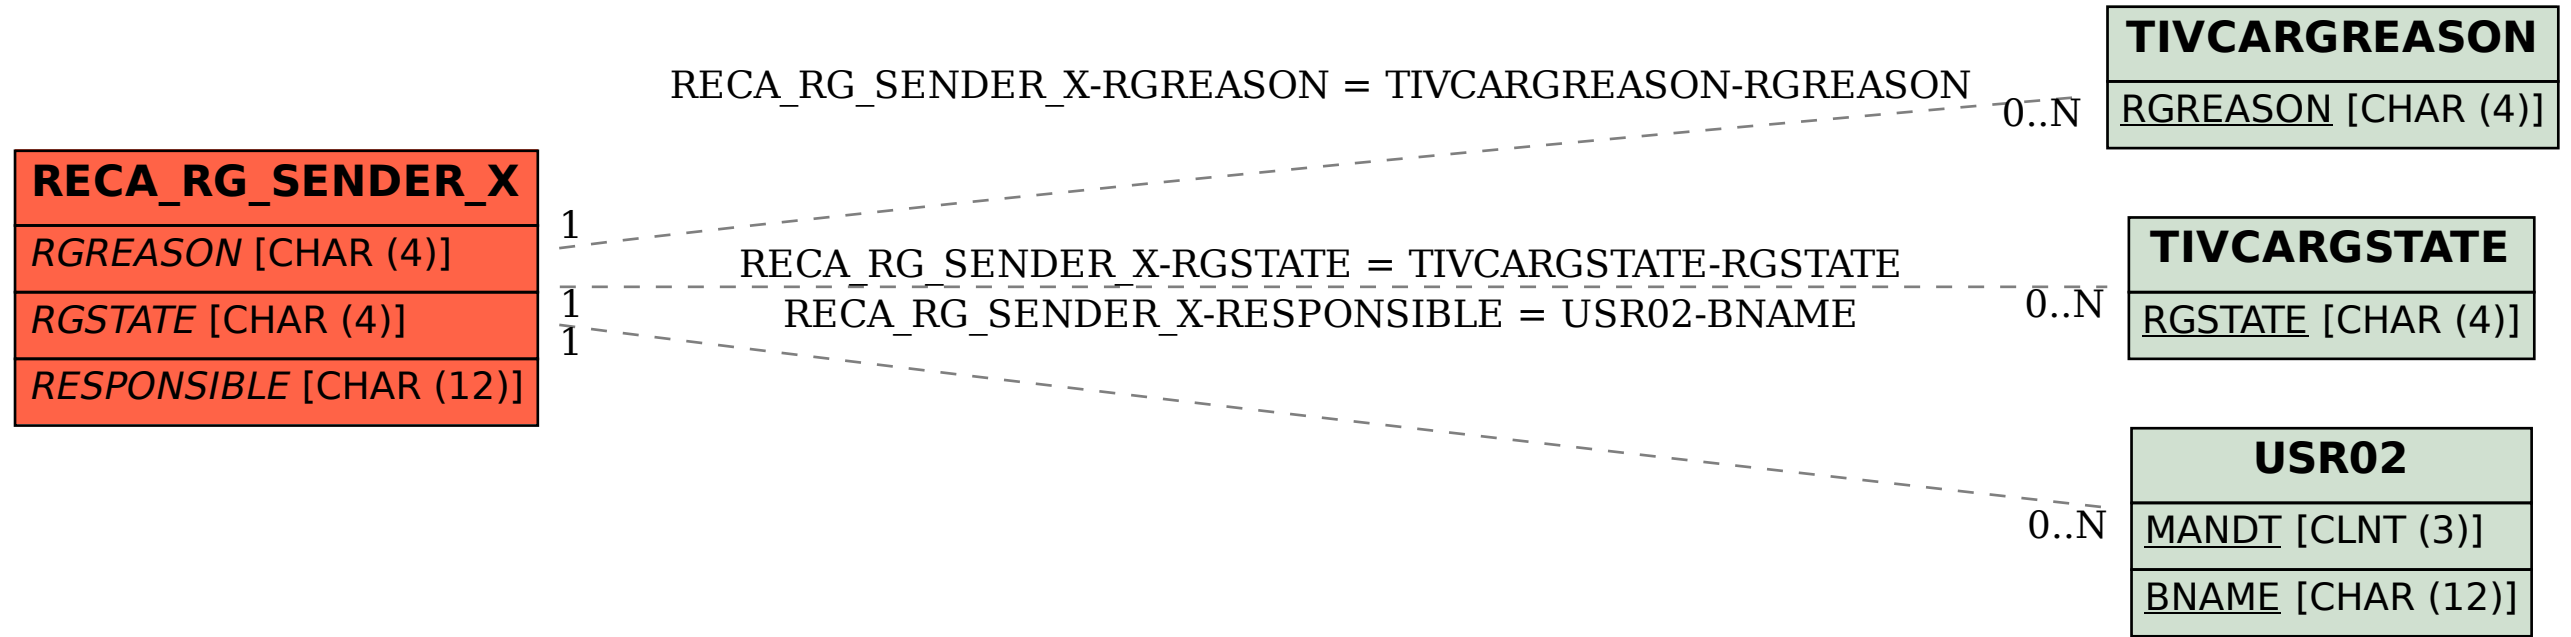 RECA_RG_SENDER_X
RGREASON [CHAR (4)]
RGSTATE [CHAR (4)]
RESPONSIBLE [CHAR (12)]
RECA_RG_SENDER_X-RGREASON = TIVCARGREASON-RGREASON
1
0..N
RECA_RG_SENDER_X-RGSTATE = TIVCARGSTATE-RGSTATE
1
0..N
RECA_RG_SENDER_X-RESPONSIBLE = USR02-BNAME
1
0..N
TIVCARGREASON
RGREASON [CHAR (4)]
TIVCARGSTATE
RGSTATE [CHAR (4)]
USR02
MANDT [CLNT (3)]
BNAME [CHAR (12)]